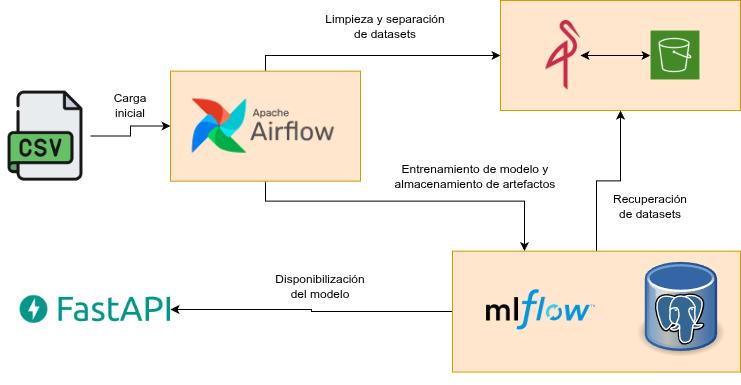 Limpieza y separación
de datasets
Carga
inicial
CSV
Apache
Airflow
Entrenamiento de modelo y
almacenamiento de artefactos
Recuperación
de datasets
Disponibilización
del modelo
FastAPI
mlflow™